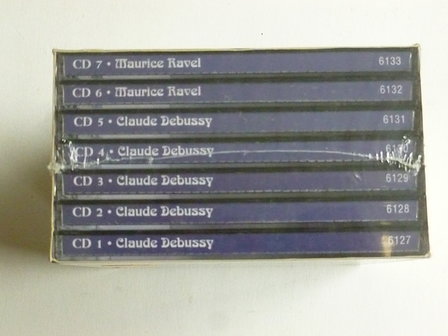 CD 7 • Maurice Ravel 6133
CD 6 • Maurice Ravel 6132
CD 5 • Claude Debussy 6131
CD 4 • Claude Debussy
CD 3 • Claude Debussy 6129
CD 2 • Claude Debussy 6128
CD 1 • Claude Debussy 6127